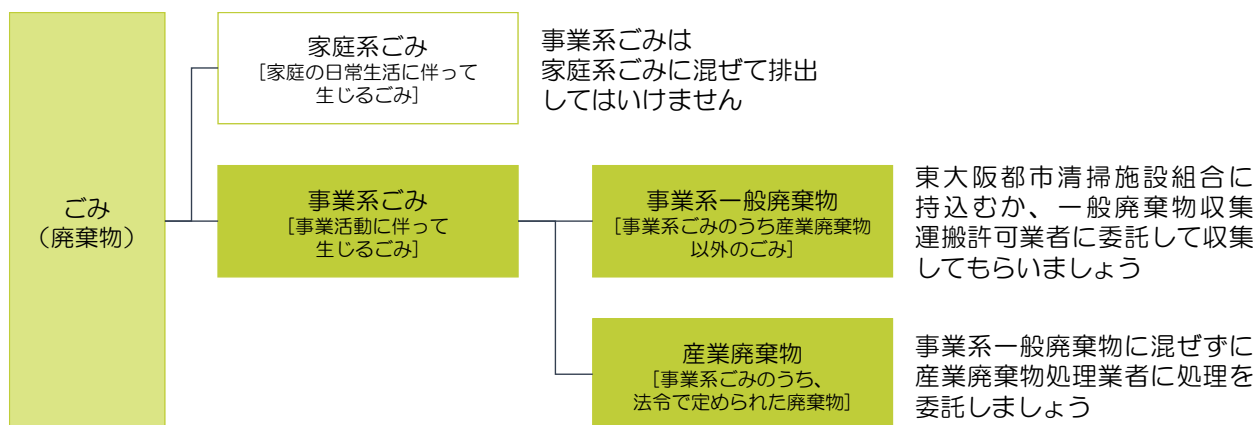 ごみ
（廃棄物）
家庭系ごみ
[家庭の日常生活に伴って
生じるごみ]
事業系ごみは
家庭系ごみに混ぜて排出
してはいけません
事業系ごみ
[事業活動に伴って
生じるごみ]
事業系一般廃棄物
[事業系ごみのうち産業廃棄物
以外のごみ]
東大阪都市清掃施設組合に
持込むか、一般廃棄物収集
運搬許可業者に委託して収集
してもらいましょう
産業廃棄物
[事業系ごみのうち、
法令で定められた廃棄物]
事業系一般廃棄物に混ぜずに
産業廃棄物処理業者に処理を
委託しましょう